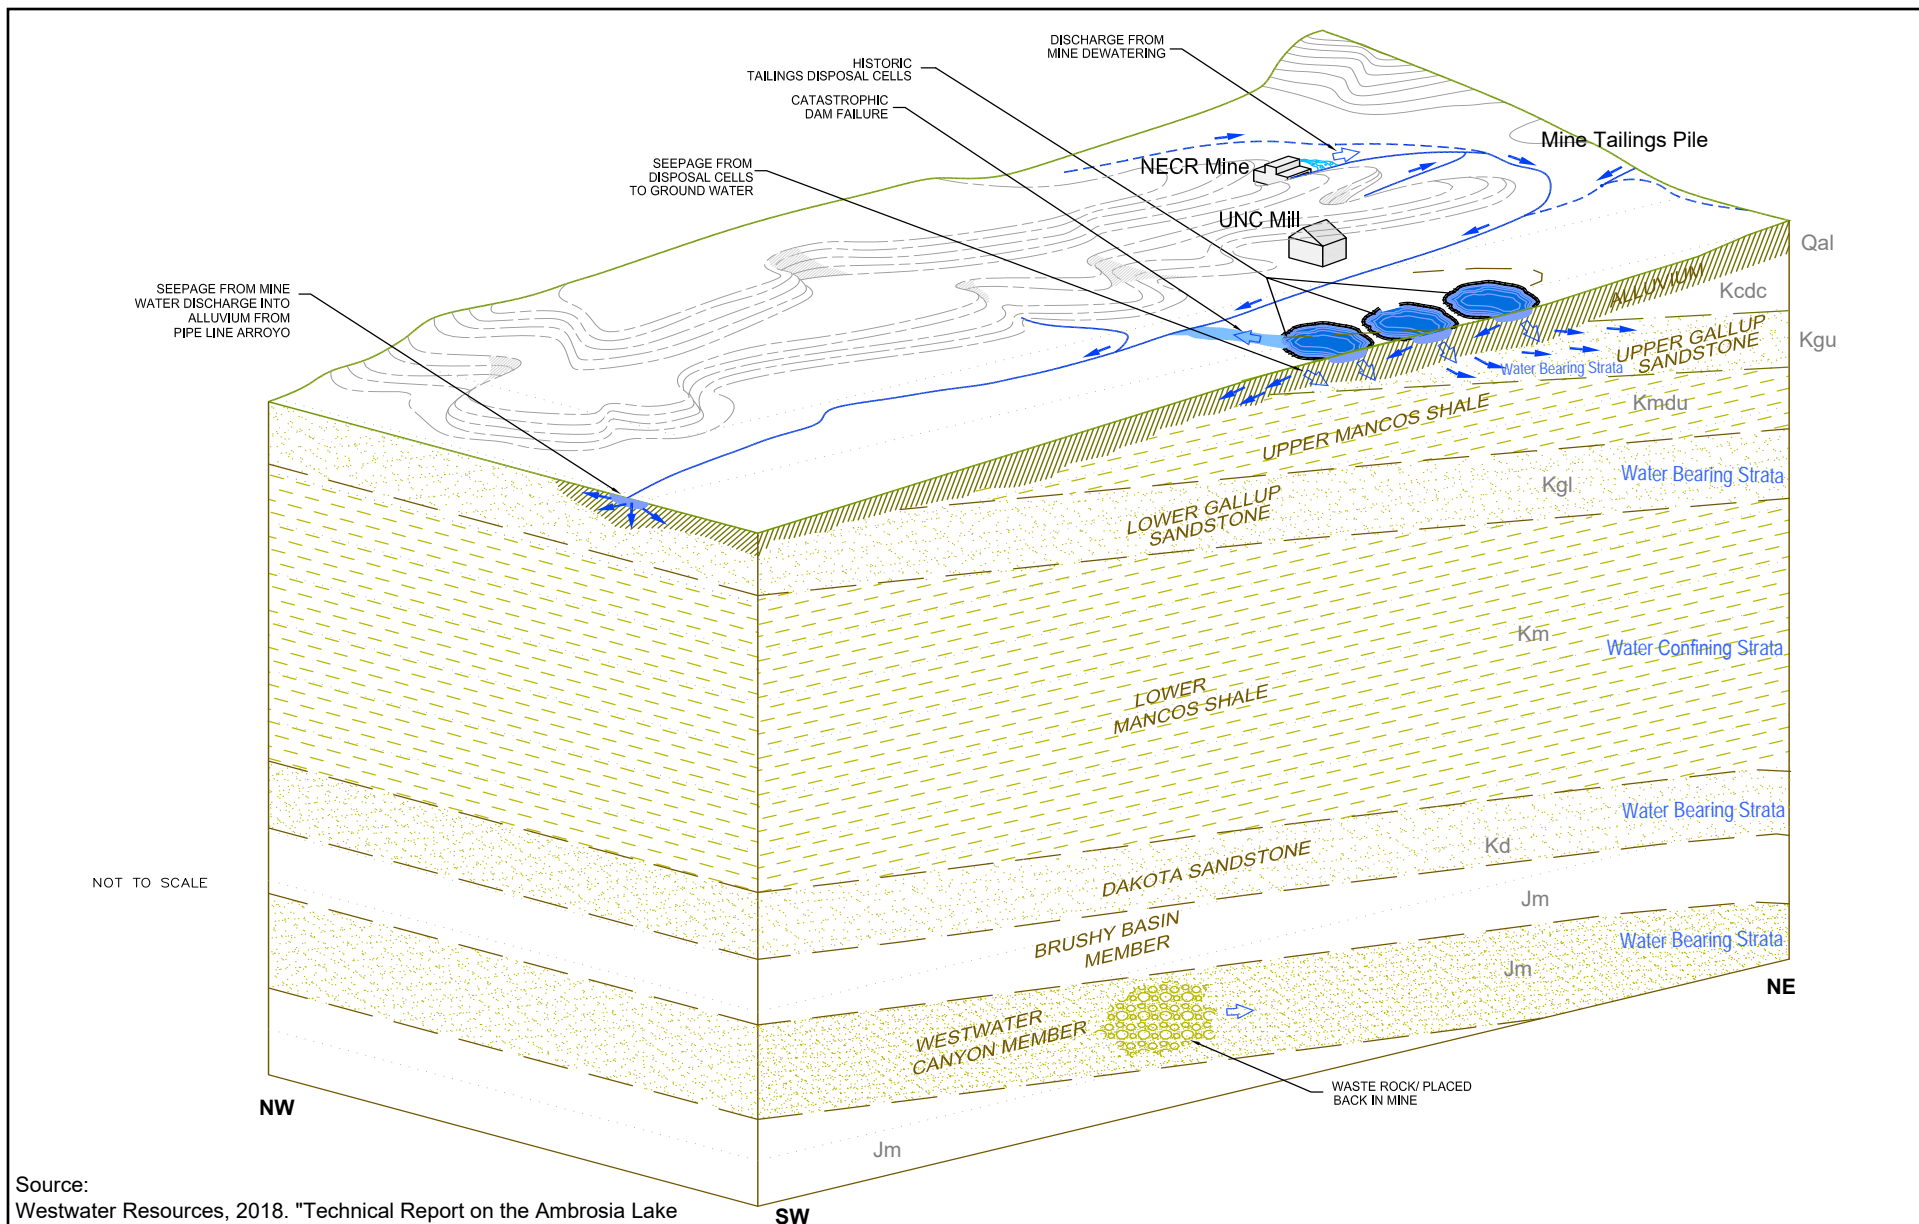 DISCHARGE FROM
MINE DEWATERING
HISTORIC
TAILINGS DISPOSAL CELLS
CATASTROPHIC
DAM FAILURE
SEEPAGE FROM
DISPOSAL CELLS
TO GROUND WATER
SEEPAGE FROM MINE
WATER DISCHARGE INTO
ALLUVIUM FROM
PIPE LINE ARROYO
NECR Mine
Mine Tailings Pile
UNC Mill
Qal
ALLUVIUM
Kcdc
Kgu
UPPER GALLUP
SANDSTONE
Water Bearing Strata
Kmdu
UPPER MANCOS SHALE
Water Bearing Strata
Kgl
LOWER GALLUP
SANDSTONE
Km
Water Confining Strata
LOWER
MANCOS SHALE
Water Bearing Strata
Kd
DAKOTA SANDSTONE
NOT TO SCALE
Jm
BRUSHY BASIN
MEMBER
Water Bearing Strata
Jm
NE
WESTWATER
CANYON MEMBER
WASTE ROCK/ PLACED
BACK IN MINE
NW
Jm
SW
Source:
Westwater Resources, 2018. "Technical Report on the Ambrosia Lake